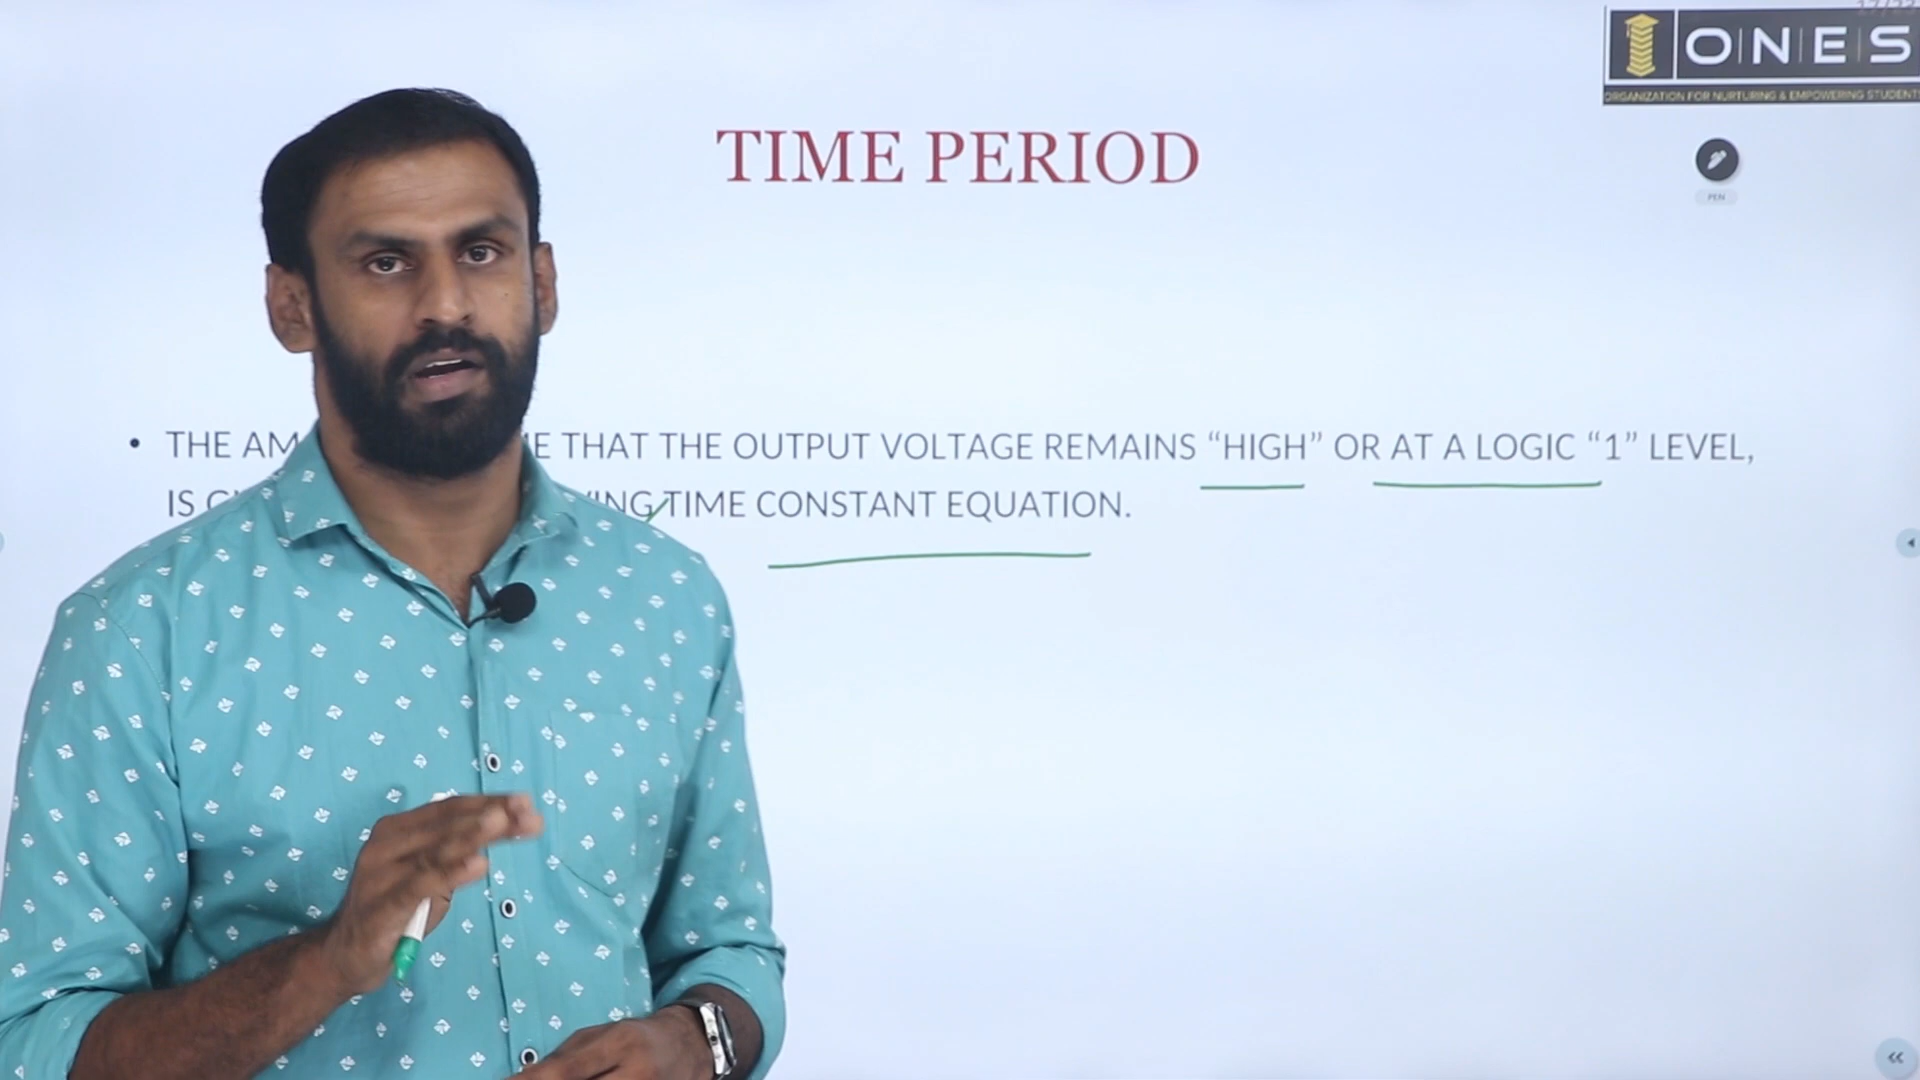 O|N|E|S
ORGANIZATION FOR NURTURING & EMPOWERING STUDENTS
TIME PERIOD
PEN
• THE AM E THAT THE OUTPUT VOLTAGE REMAINS “HIGH” OR AT A LOGIC “1” LEVEL,
IS G ING TIME CONSTANT EQUATION.